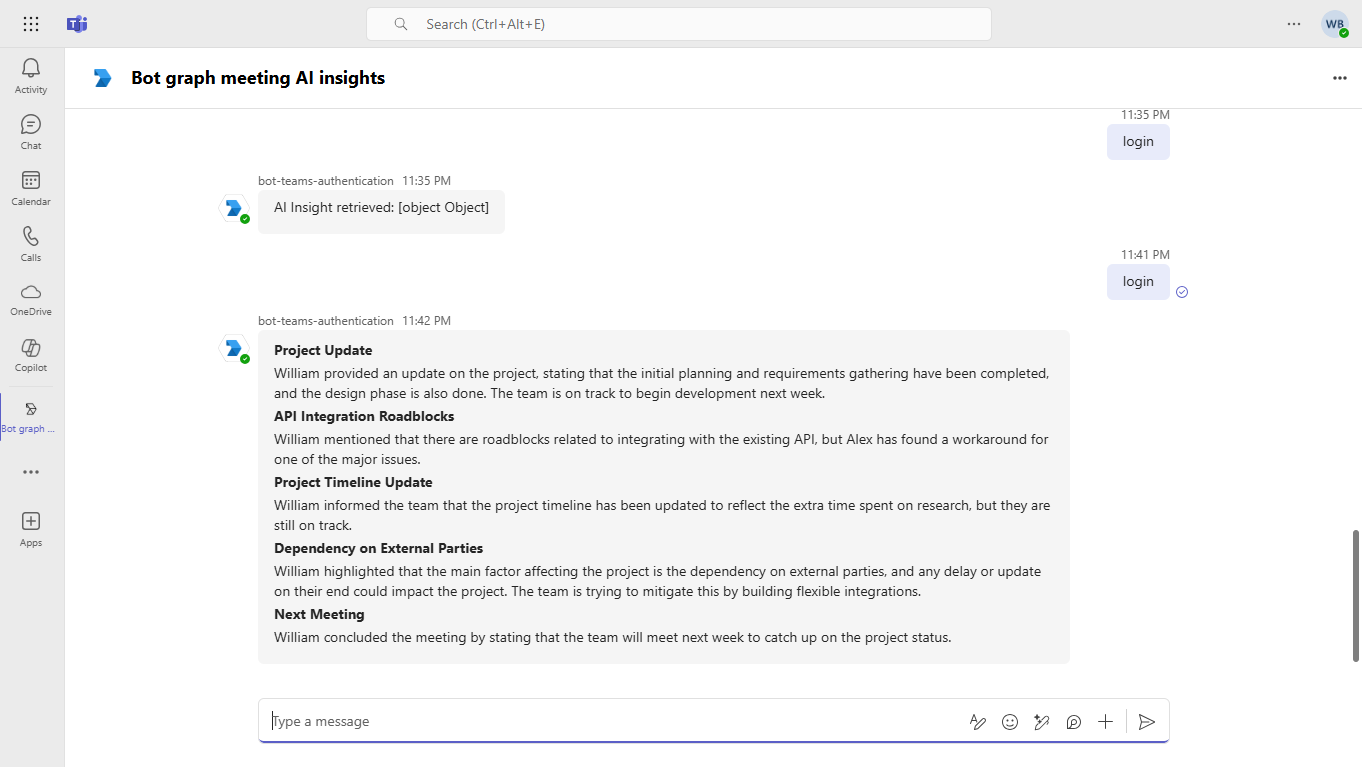 Search (Ctrl+Alt+E)
WB
Activity
Chat
Calendar
Calls
OneDrive
Copilot
Bot graph ...
Apps
Bot graph meeting AI insights
11:35 PM
login
bot-teams-authentication 11:35 PM
AI Insight retrieved: [object Object]
11:41 PM
login
bot-teams-authentication 11:42 PM
Project Update
William provided an update on the project, stating that the initial planning and requirements gathering have been completed,
and the design phase is also done. The team is on track to begin development next week.
API Integration Roadblocks
William mentioned that there are roadblocks related to integrating with the existing API, but Alex has found a workaround for
one of the major issues.
Project Timeline Update
William informed the team that the project timeline has been updated to reflect the extra time spent on research, but they are
still on track.
Dependency on External Parties
William highlighted that the main factor affecting the project is the dependency on external parties, and any delay or update
on their end could impact the project. The team is trying to mitigate this by building flexible integrations.
Next Meeting
William concluded the meeting by stating that the team will meet next week to catch up on the project status.
Type a message